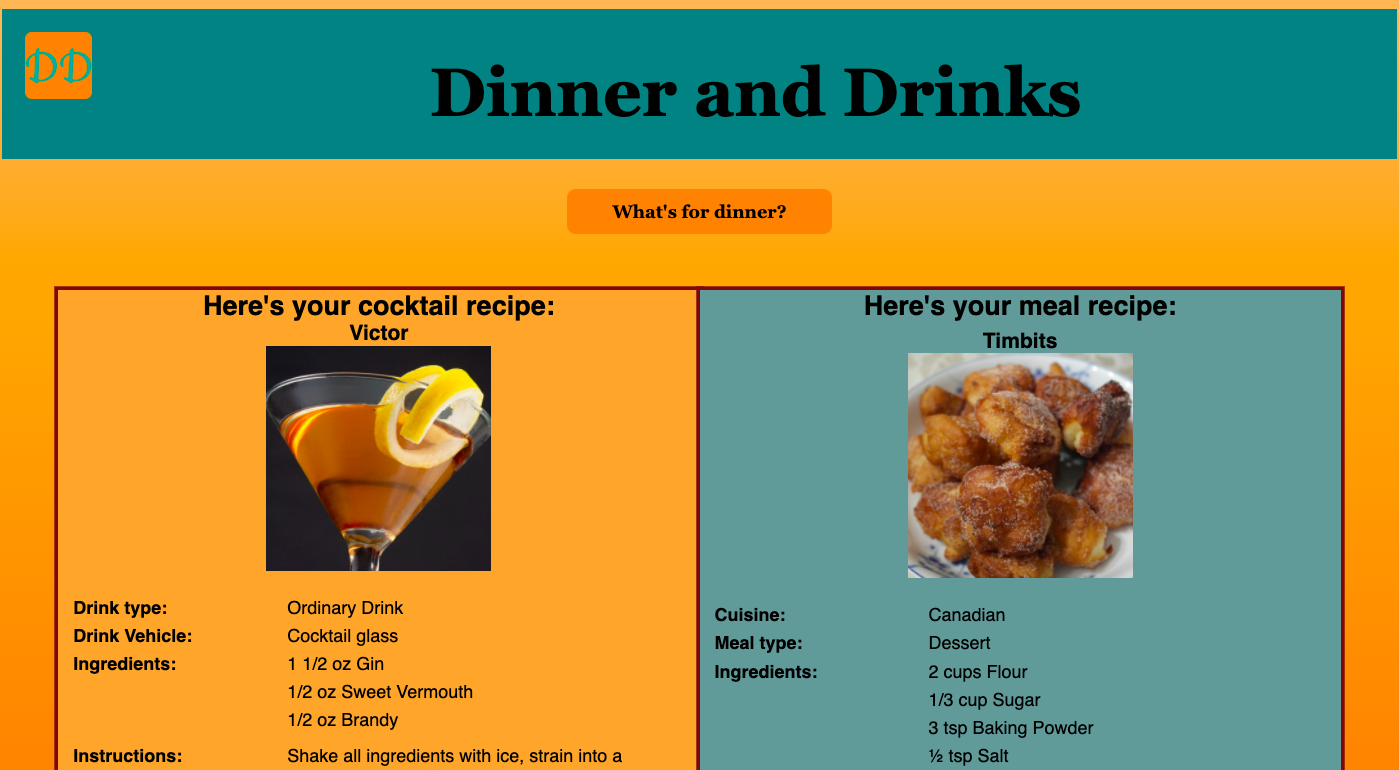 DD
Dinner and Drinks
What's for dinner?
Here's your cocktail recipe:
Victor
Drink type: Ordinary Drink
Drink Vehicle: Cocktail glass
Ingredients: 1 1/2 oz Gin
1/2 oz Sweet Vermouth
1/2 oz Brandy
Instructions: Shake all ingredients with ice, strain into a
Here's your meal recipe:
Timbits
Cuisine: Canadian
Meal type: Dessert
Ingredients: 2 cups Flour
1/3 cup Sugar
3 tsp Baking Powder
½ tsp Salt